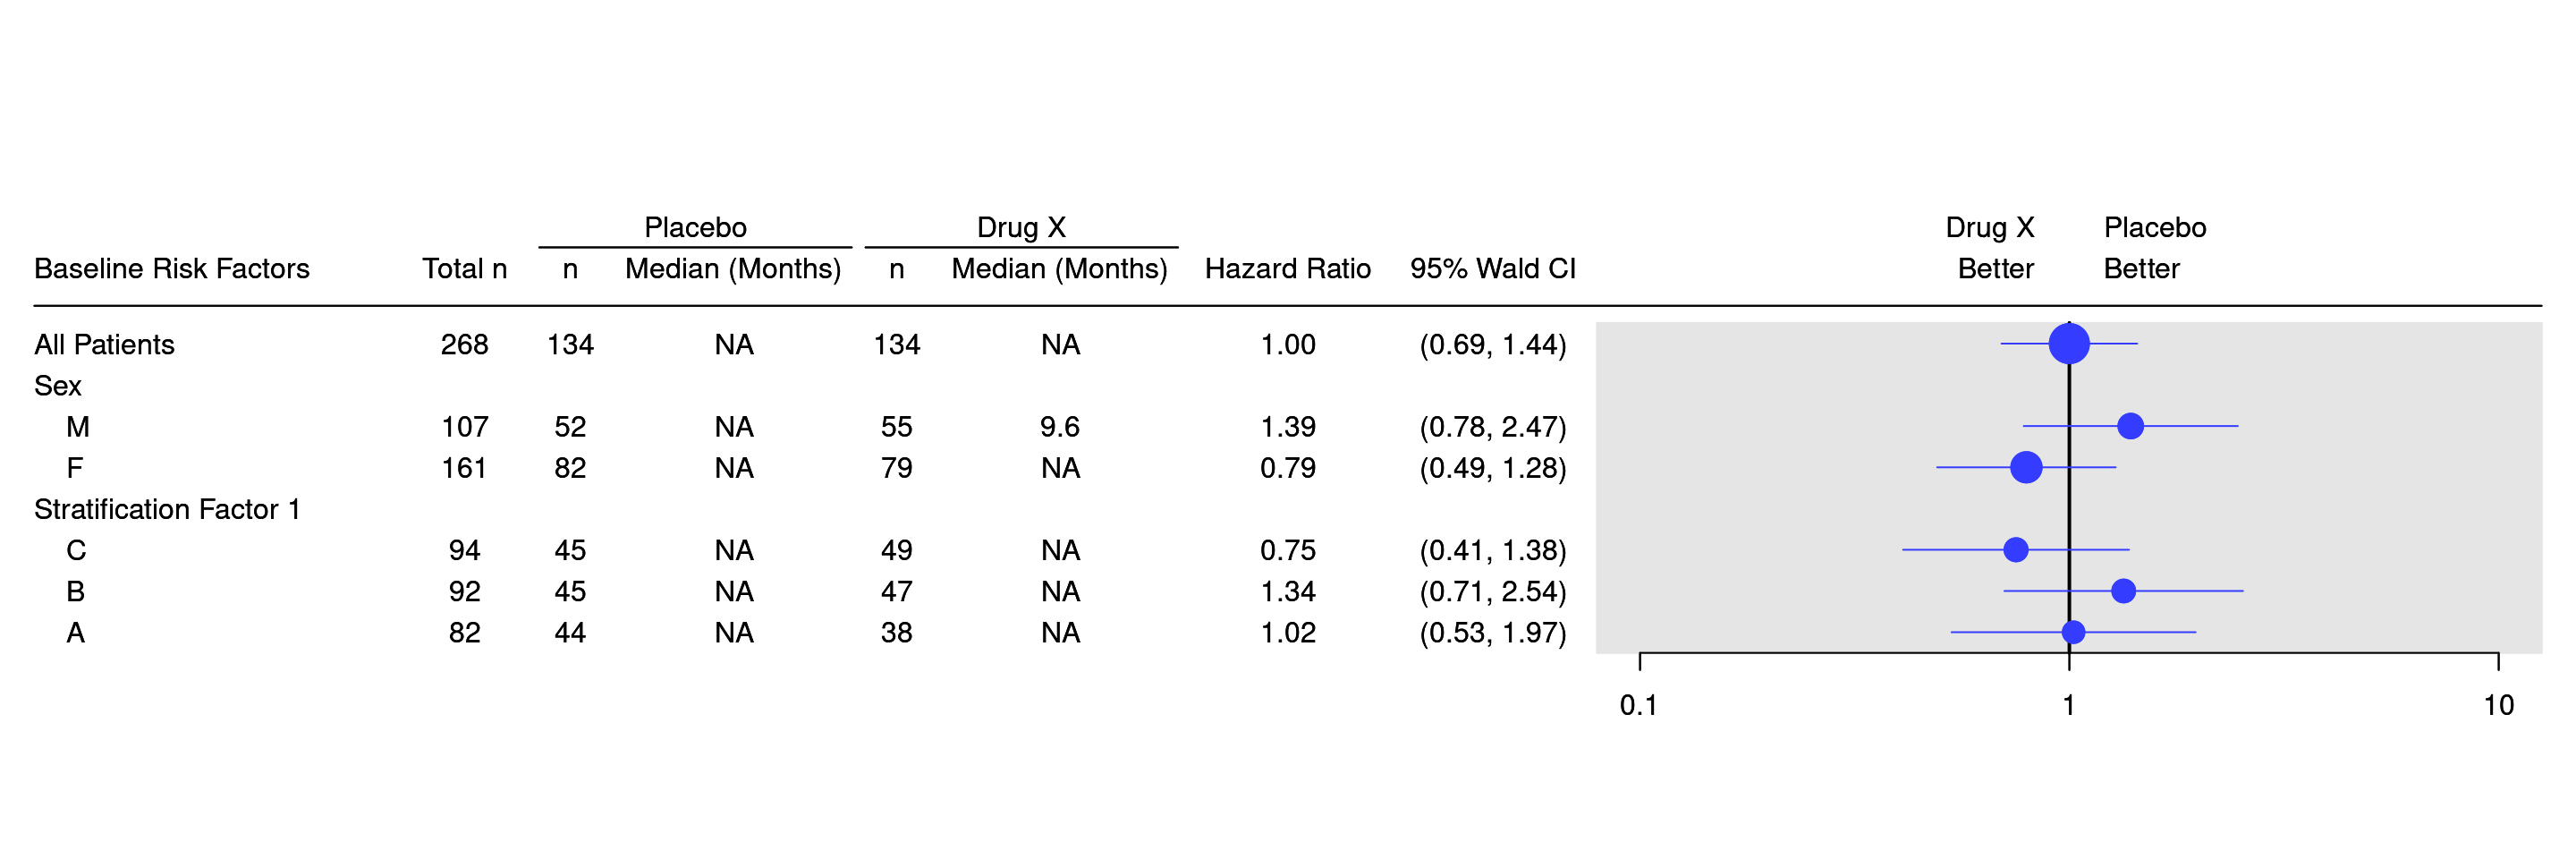 Placebo Drug X Drug X Placebo
Baseline Risk Factors Total n n Median (Months) n Median (Months) Hazard Ratio 95% Wald CI Better Better
All Patients 268 134 NA 134 NA 1.00 (0.69, 1.44)
Sex
M 107 52 NA 55 9.6 1.39 (0.78, 2.47)
F 161 82 NA 79 NA 0.79 (0.49, 1.28)
Stratification Factor 1
C 94 45 NA 49 NA 0.75 (0.41, 1.38)
B 92 45 NA 47 NA 1.34 (0.71, 2.54)
A 82 44 NA 38 NA 1.02 (0.53, 1.97)
0.1 1 10